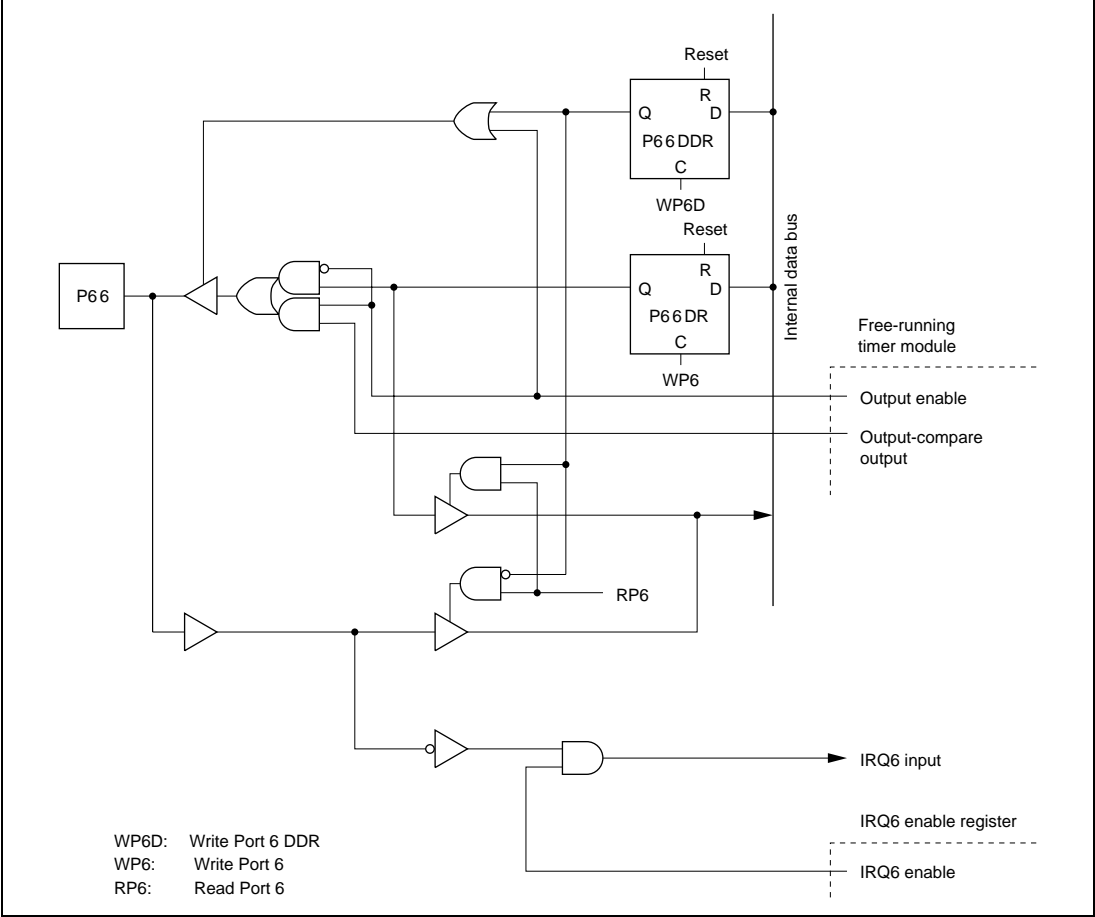 Reset
R
Q D
P66DDR
C
WP6D
Reset
R
Q D
P66DR
C
WP6
P66
Internal data bus
Free-running
timer module
Output enable
Output-compare
output
RP6
IRQ6 input
IRQ6 enable register
IRQ6 enable
WP6D: Write Port 6 DDR
WP6: Write Port 6
RP6: Read Port 6